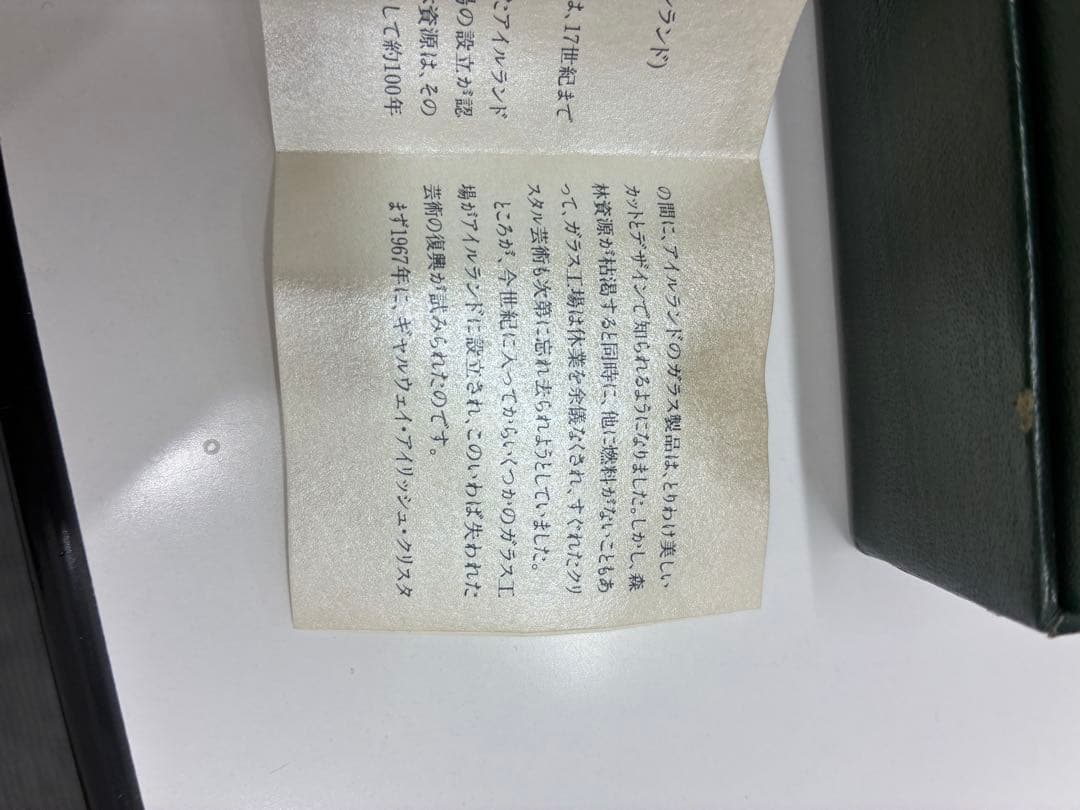 ンランド)
は、17世紀まで
たアイルランド
場の設立が認
林資源は、その
して約100年
の間に、アイルランドのガラス製品は、とりわけ美しい
カットとデザインで知られるようになりました。しかし、森
林資源が枯渇すると同時に、他に燃料がないこともあ
って、ガラス工場は休業を余儀なくされ、すぐれたクリ
スタル芸術も次第に忘れ去られようとしていました。
ところが、今世紀に入ってからいくつかのガラス工
場がアイルランドに設立され、このいわば失われた
芸術の復興が試みられたのです。
まず1967年に、ギャルウェイ・アイリッシュ・クリスタ